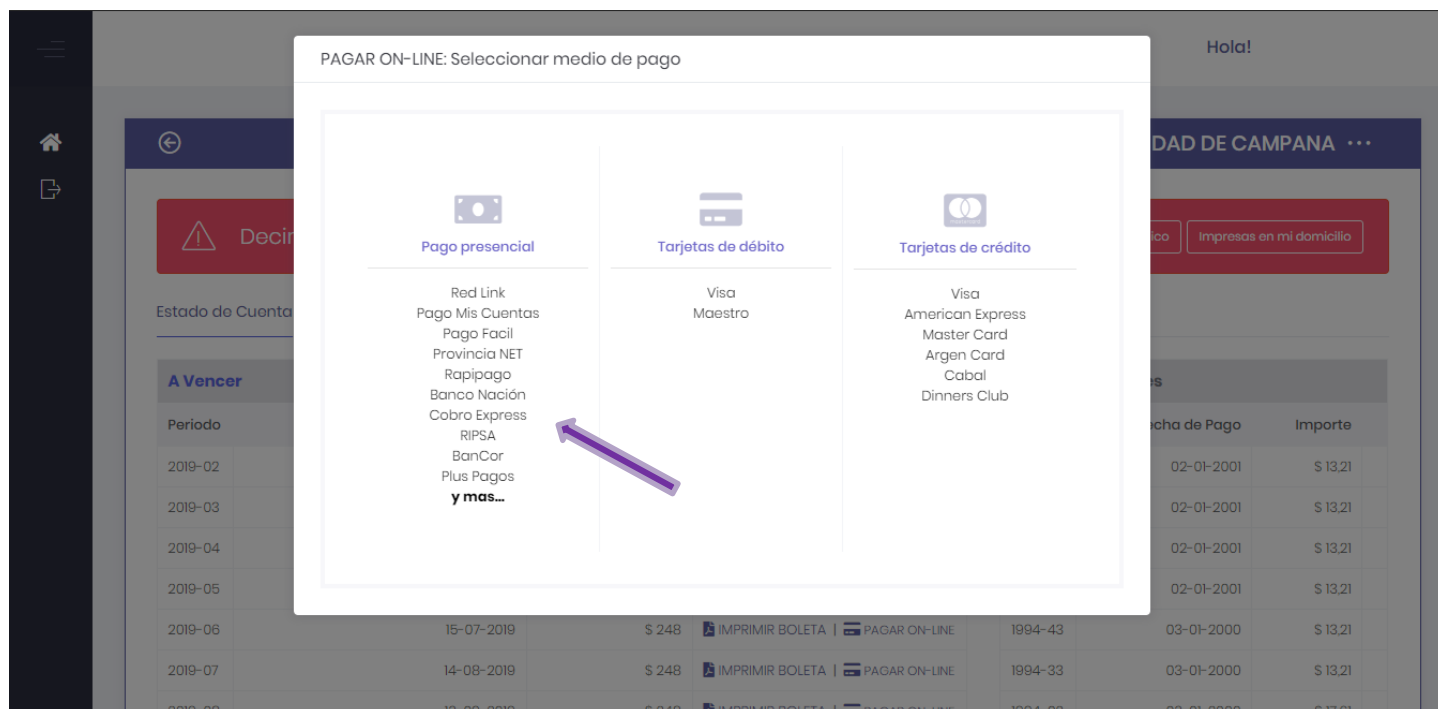 PAGAR ON-LINE: Seleccionar medio de pago
Hola!
DAD DE CAMPANA ...
Decir
ico
Impresas en mi domicilio
Pago presencial
Red Link
Pago Mis Cuentas
Pago Facil
Provincia NET
Rapipago
Banco Nación
Cobro Express
RIPSA
BanCor
Plus Pagos
y mas...
Tarjetas de débito
Visa
Maestro
Tarjetas de crédito
Visa
American Express
Master Card
Argen Card
Cabal
Dinners Club
Estado de Cuenta
A Vencer
es
Periodo
echa de Pago Importe
2019-02 02-01-2001 $ 13,21
2019-03 02-01-2001 $ 13,21
2019-04 02-01-2001 $ 13,21
2019-05 02-01-2001 $ 13,21
2019-06 15-07-2019 $ 248 IMPRIMIR BOLETA | PAGAR ON-LINE 1994-43 03-01-2000 $ 13,21
2019-07 14-08-2019 $ 248 IMPRIMIR BOLETA | PAGAR ON-LINE 1994-33 03-01-2000 $ 13,21